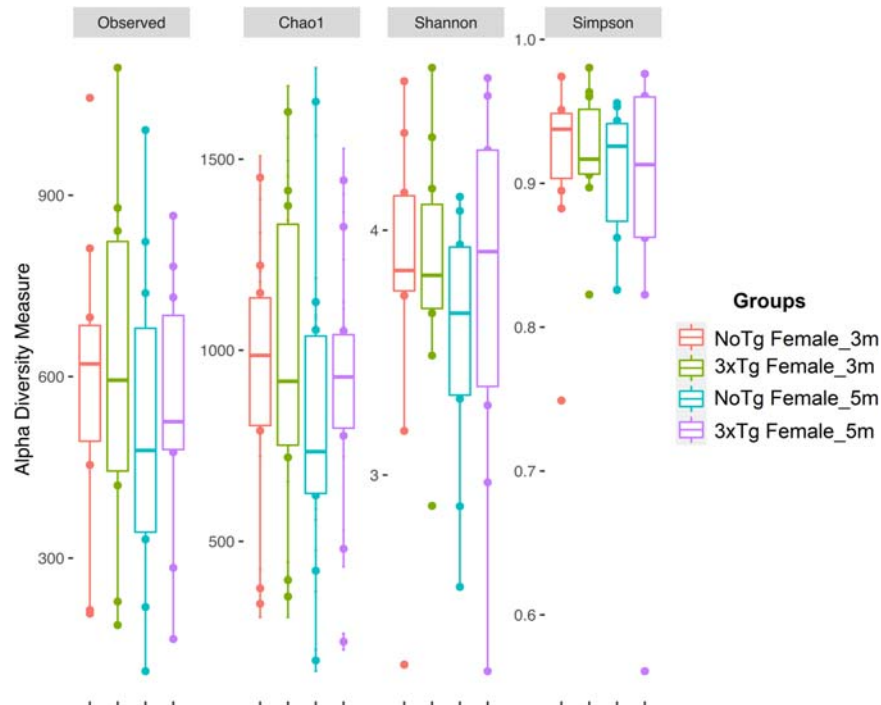 Observed Chao1 Shannon Simpson
Alpha Diversity Measure
900
600
300
1500
1000
500
4
3
1.0
0.9
0.8
0.7
0.6
Groups
NoTg Female_3m
3xTg Female_3m
NoTg Female_5m
3xTg Female_5m